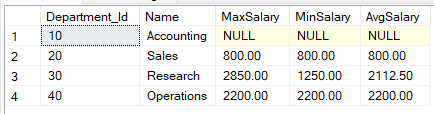 Department_Id Name MaxSalary MinSalary AvgSalary
1 10 Accounting NULL NULL NULL
2 20 Sales 800.00 800.00 800.00
3 30 Research 2850.00 1250.00 2112.50
4 40 Operations 2200.00 2200.00 2200.00